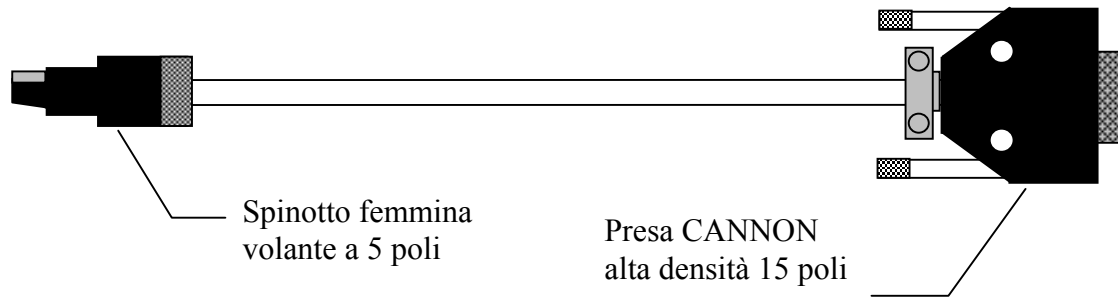 Spinotto femmina
volante a 5 poli
Presa CANNON
alta densità 15 poli